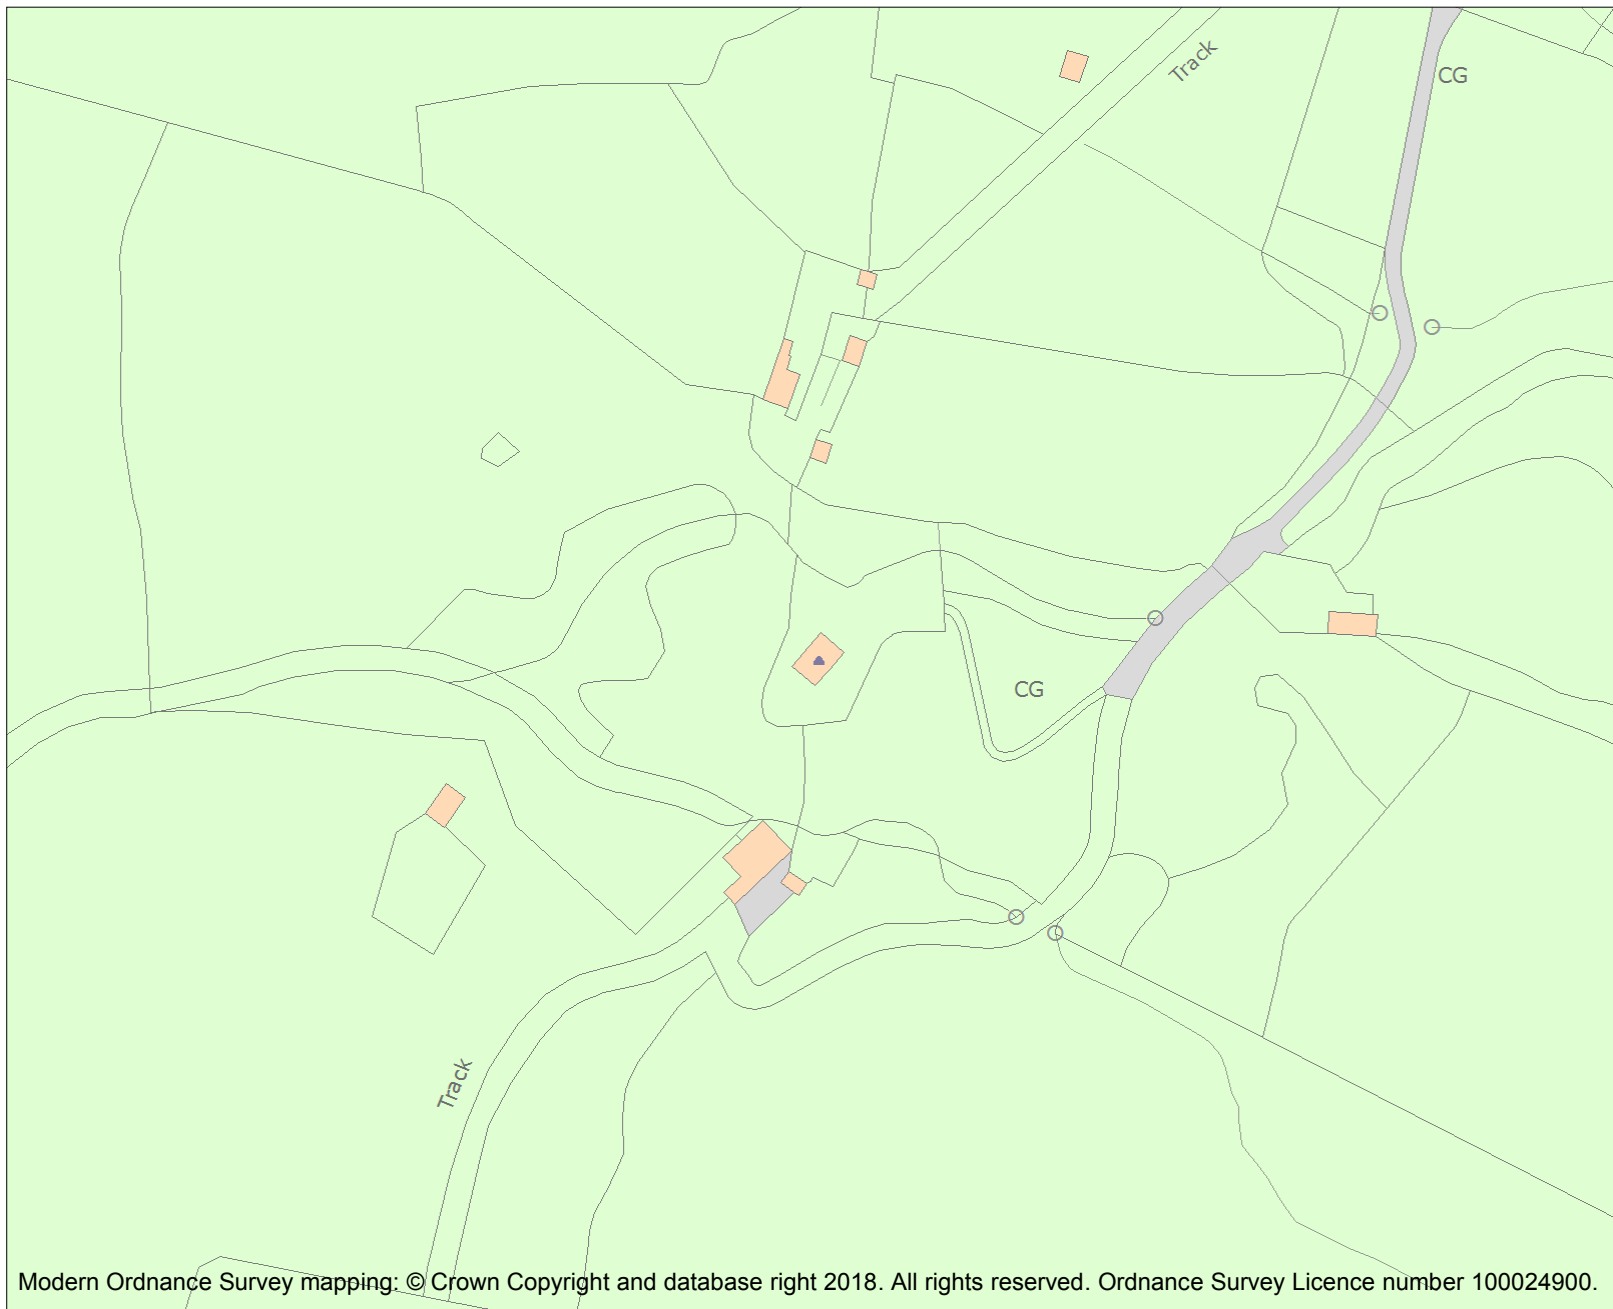 Track
CG
CG
Track
Modern Ordnance Survey mapping: © Crown Copyright and database right 2018. All rights reserved. Ordnance Survey Licence number 100024900.